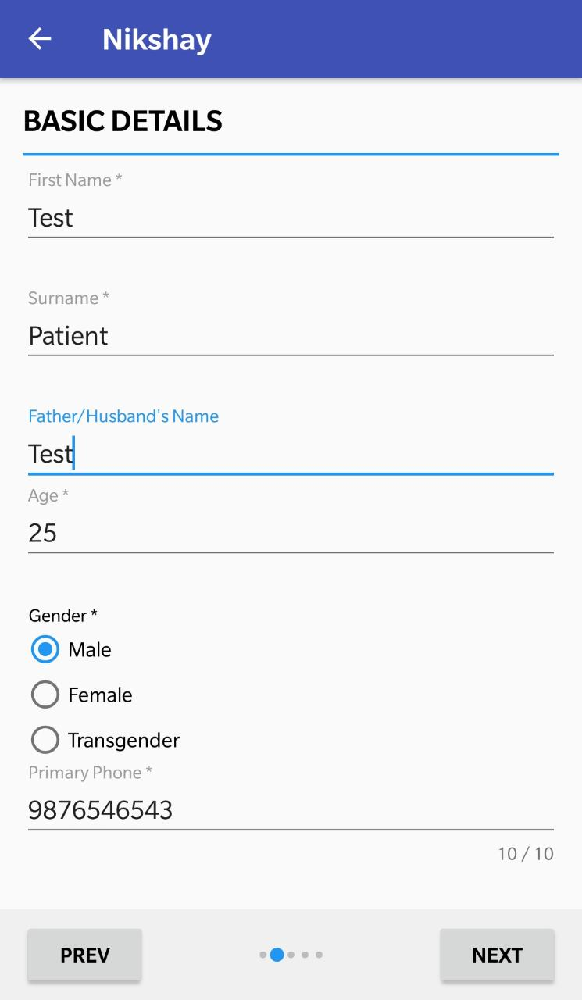 Nikshay
BASIC DETAILS
First Name *
Test
Surname *
Patient
Father/Husband's Name
Test
Age *
25
Gender *
Male
Female
Transgender
Primary Phone *
9876546543
10 / 10
PREV NEXT